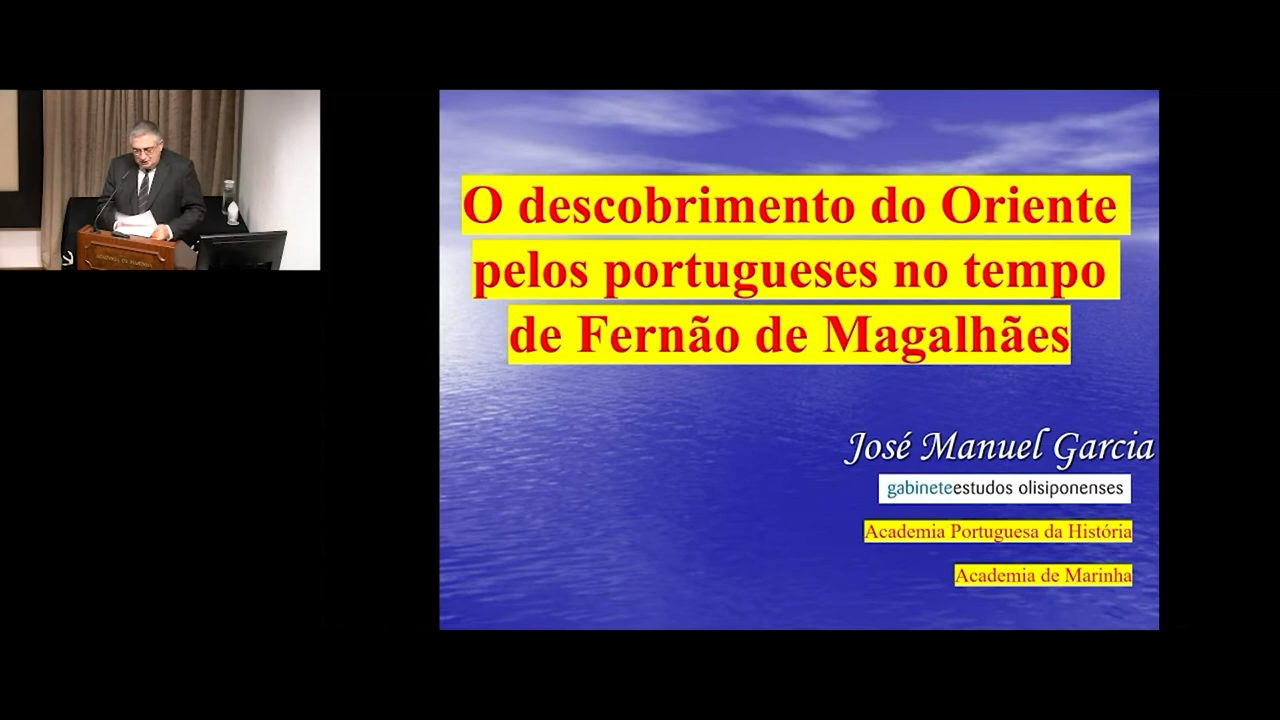 O descobrimento do Oriente
pelos portugueses no tempo
de Fernão de Magalhães
José Manuel Garcia
gabineteestudos olisiponenses
Academia Portuguesa da História
Academia de Marinha